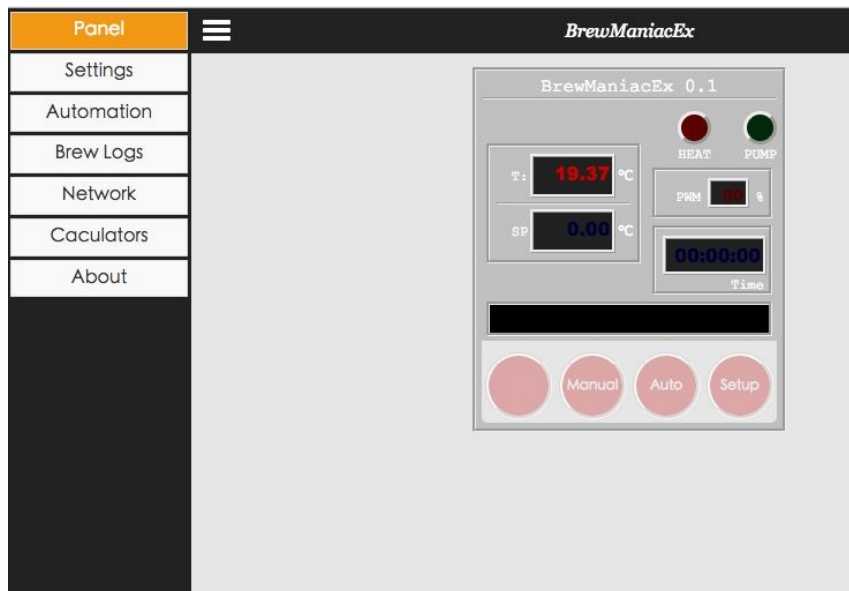 Panel
Settings
Automation
Brew Logs
Network
Caculators
About
BrewManiacEx
BrewManiacEx 0.1
HEAT PUMP
T: 19.37 °C
PWM 00 %
SP 0.00 °C
00:00:00
Time
Manual Auto Setup